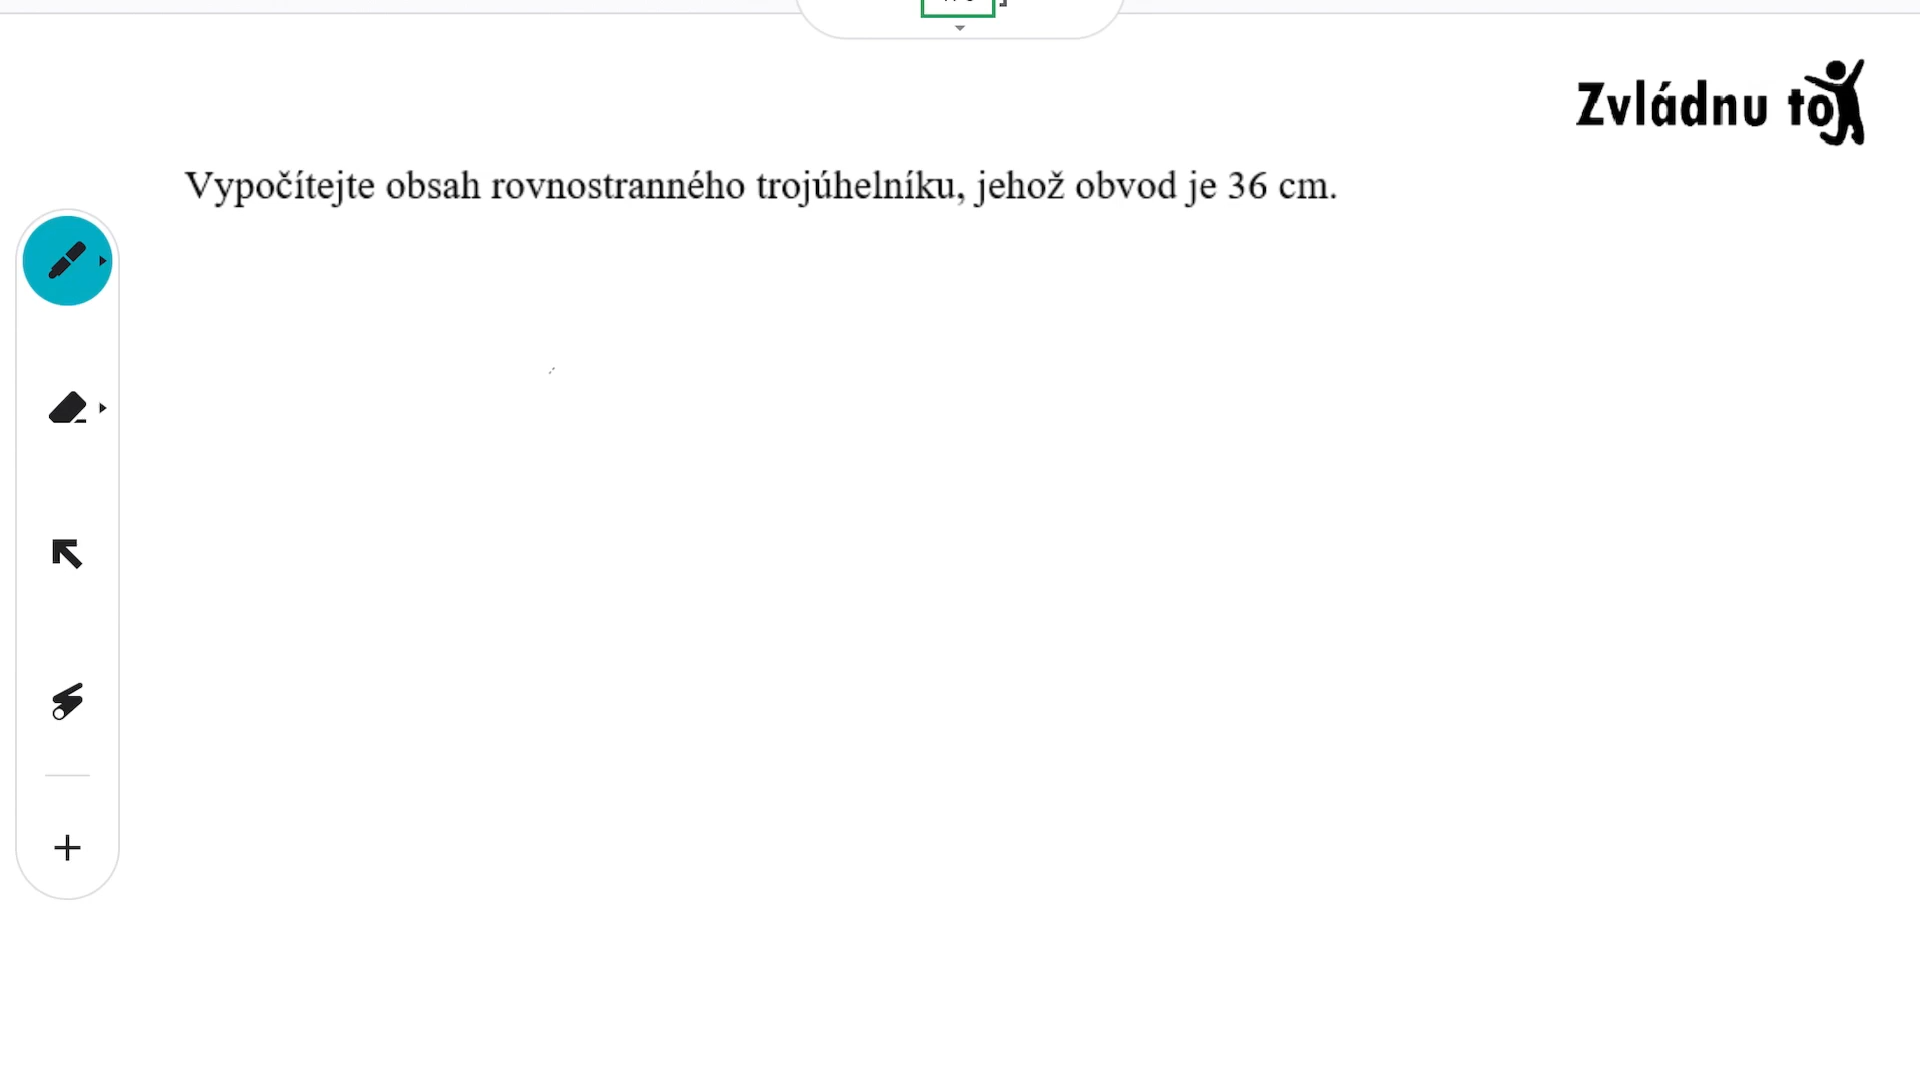 Zvládnu to
Vypočítejte obsah rovnostranného trojúhelníku, jehož obvod je 36 cm.